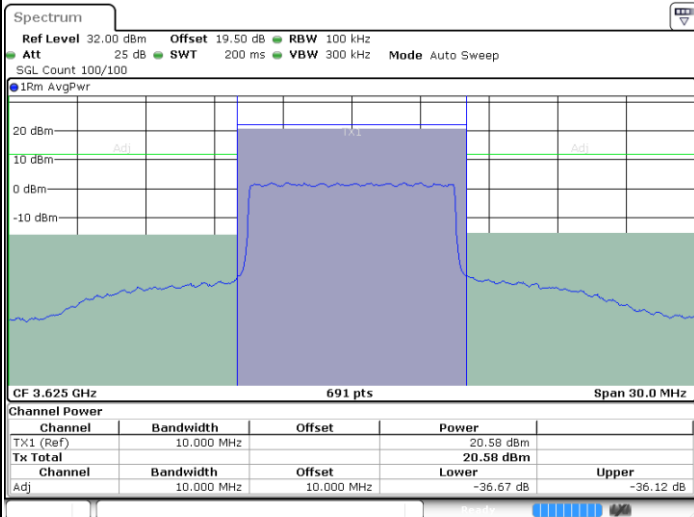 Spectrum
Ref Level 32.00 dBm Offset 19.50 dB RBW 100 kHz
Att 25 dB SWT 200 ms VBW 300 kHz Mode Auto Sweep
SGL Count 100/100
1Rm AvgPwr
20 dBm
TX1
Adj Adj
10 dBm
0 dBm
-10 dBm
CF 3.625 GHz 691 pts Span 30.0 MHz
Channel Power
Channel Bandwidth Offset Power
TX1 (Ref) 10.000 MHz 20.58 dBm
Tx Total 20.58 dBm
Channel Bandwidth Offset Lower Upper
Adj 10.000 MHz 10.000 MHz -36.67 dB -36.12 dB
Ready